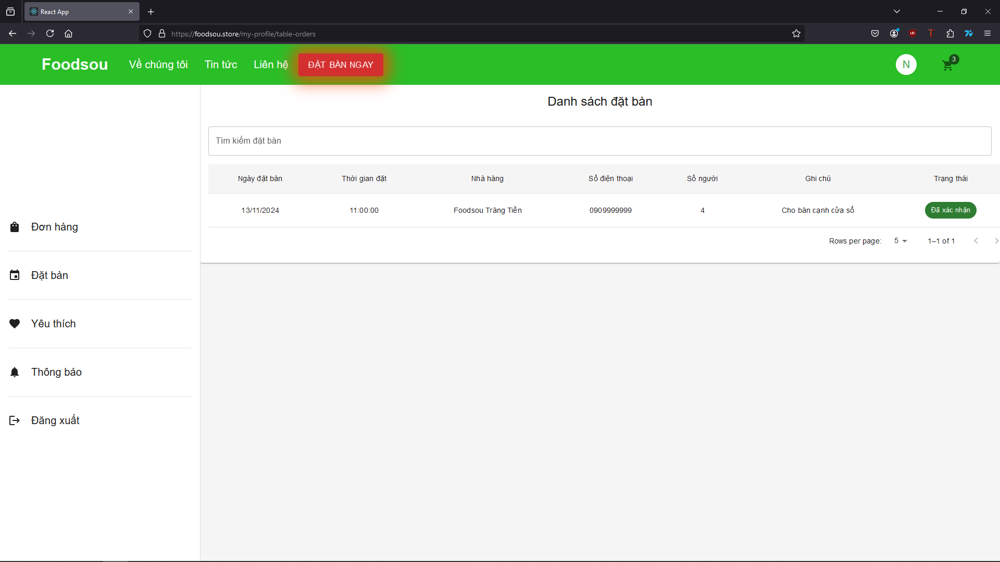 React App
https://foodsou.store/my-profile/table-orders
Foodsou Về chúng tôi Tin tức Liên hệ ĐẶT BÀN NGAY N 3
Danh sách đặt bàn
Tìm kiếm đặt bàn
Ngày đặt bàn Thời gian đặt Nhà hàng Số điện thoại Số người Ghi chú Trạng thái
13/11/2024 11:00:00 Foodsou Tràng Tiền 0909999999 4 Cho bàn cạnh cửa sổ Đã xác nhận
Rows per page: 5 1–1 of 1
Đơn hàng
Đặt bàn
Yêu thích
Thông báo
Đăng xuất